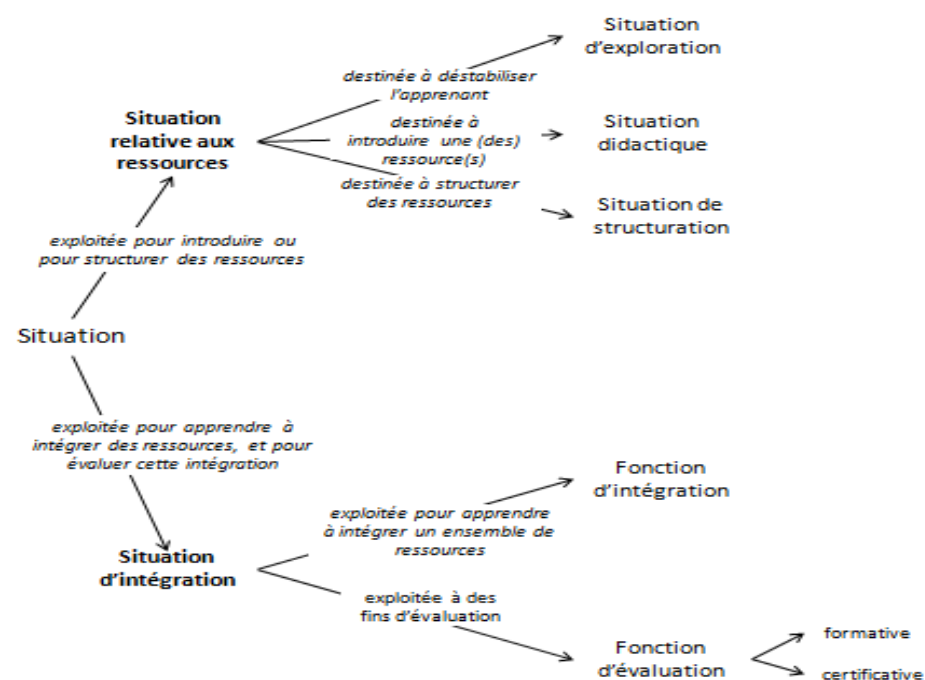 Situation
d'exploration
destinée à déstabiliser
l'apprenant
Situation
relative aux
ressources
destinée à
introduire une (des)
ressource(s)
Situation
didactique
destinée à structurer
des ressources
Situation de
structuration
exploitée pour introduire ou
pour structurer des ressources
Situation
exploitée pour apprendre à
intégrer des ressources, et pour
évaluer cette intégration
Fonction
d'intégration
exploitée pour apprendre
à intégrer un ensemble de
ressources
Situation
d'intégration
exploitée à des
fins d'évaluation
Fonction
d'évaluation
formative
certificative